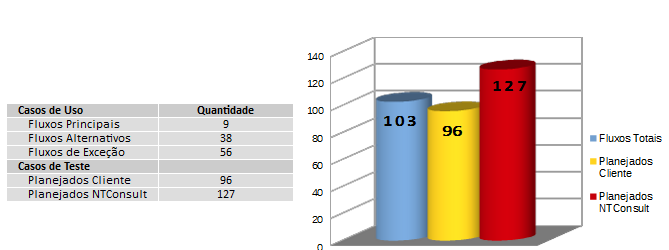 Casos de Uso Quantidade
Fluxos Principais 9
Fluxos Alternativos 38
Fluxos de Exceção 56
Casos de Teste
Planejados Cliente 96
Planejados NTConsult 127
140
120
100
80
60
40
20
0
103
96
127
Fluxos Totais
Planejados
Cliente
Planejados
NTConsult